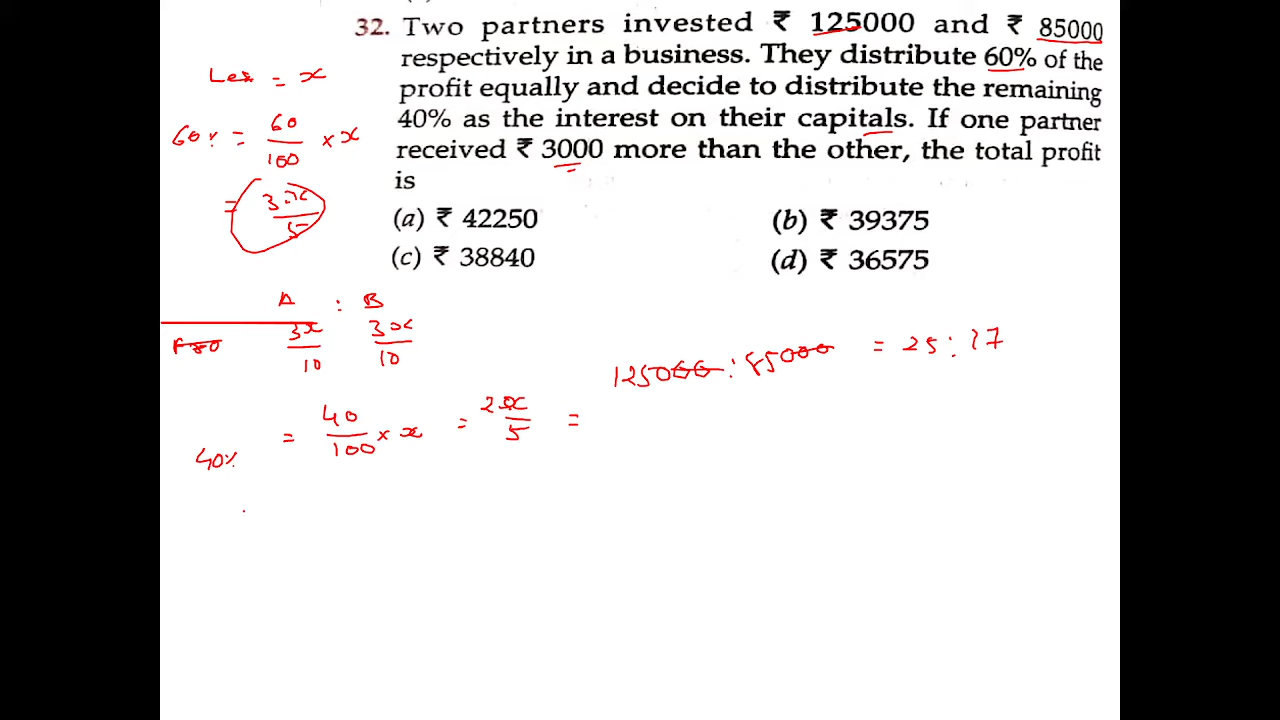 32. Two partners invested ₹ 125000 and ₹ 85000
respectively in a business. They distribute 60% of the
profit equally and decide to distribute the remaining
40% as the interest on their capitals. If one partner
received ₹ 3000 more than the other, the total profit
is
(a) ₹ 42250 (b) ₹ 39375
(c) ₹ 38840 (d) ₹ 36575
Let = x
60% = 60/100 × x
= 3x/5
A : B
3x/10 3x/10
125000 : 85000 = 25 : 17
40% = 40/100 × x = 2x/5 =